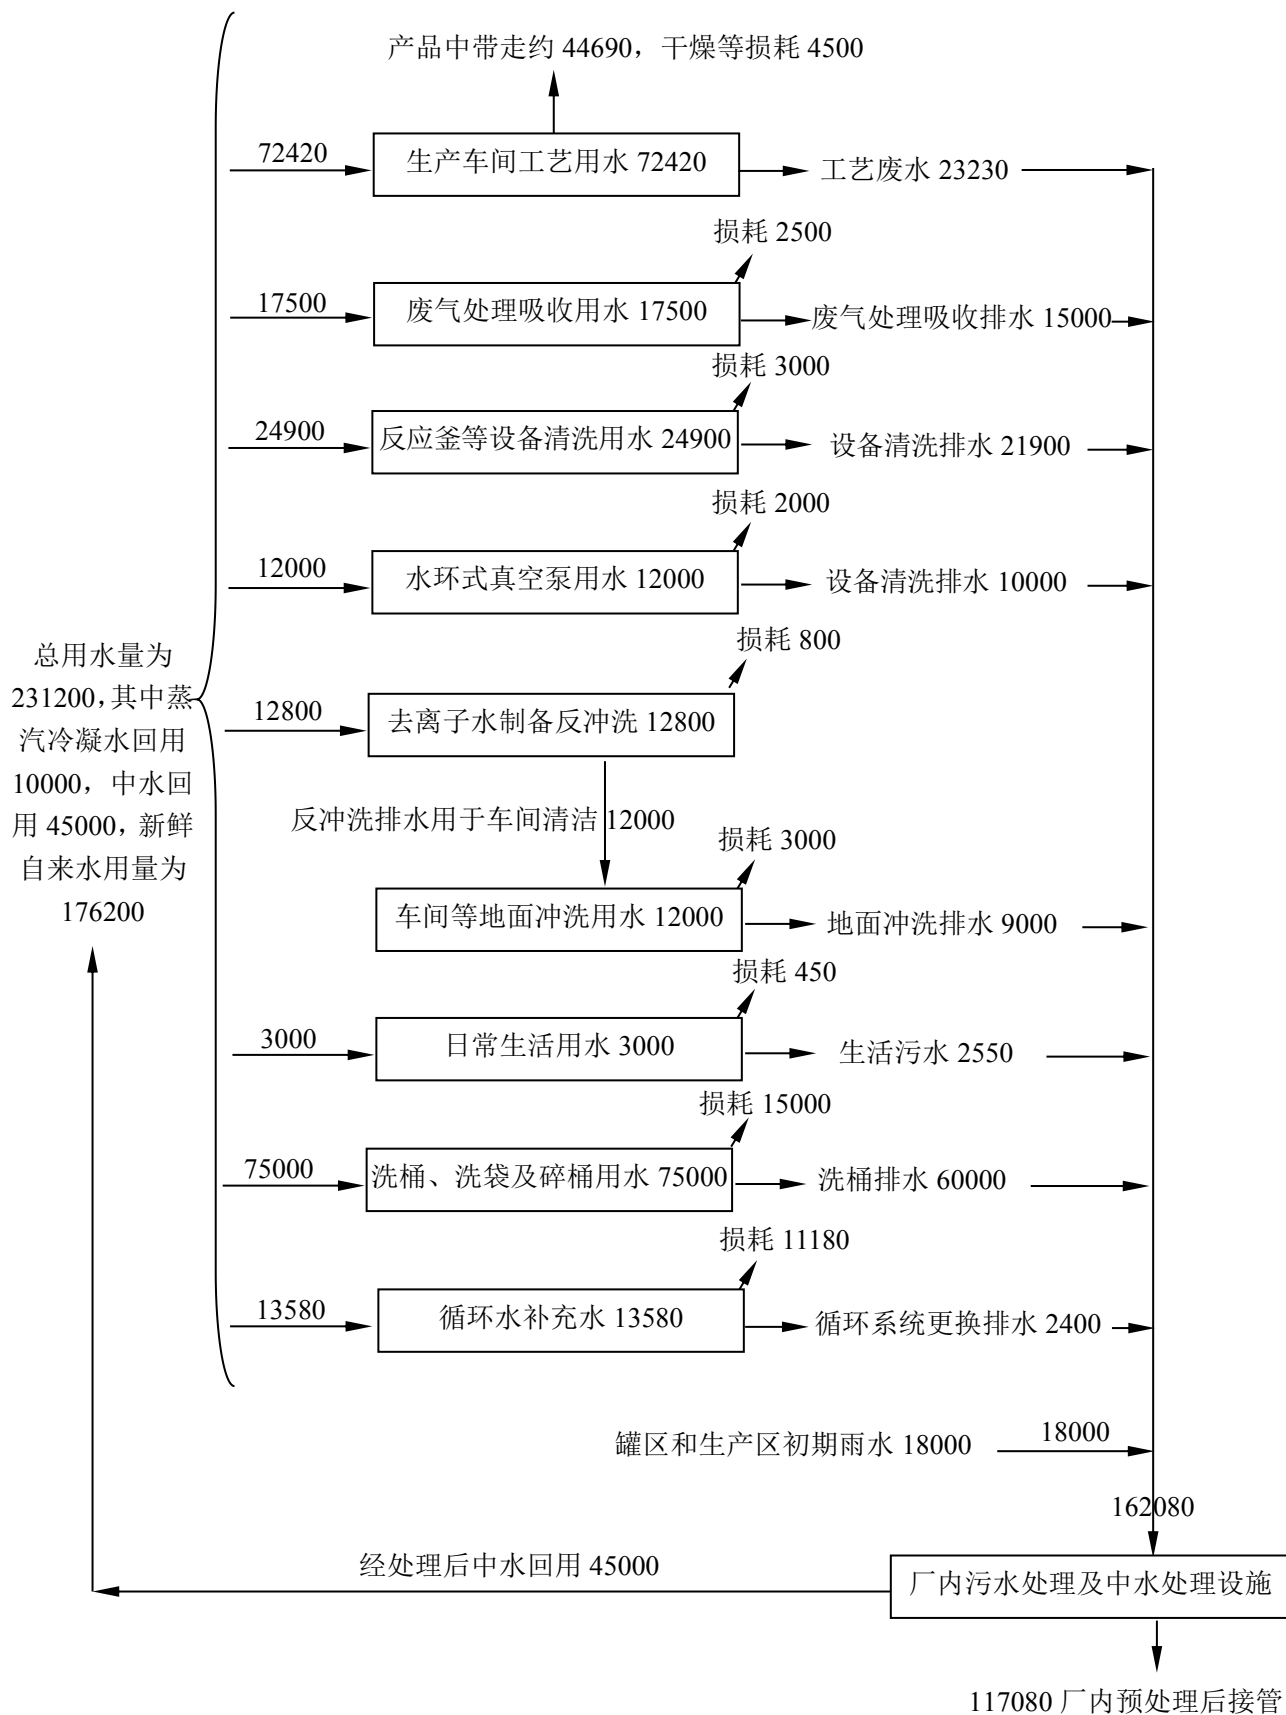 产品中带走约 44690，干燥等损耗 4500
72420
生产车间工艺用水 72420
工艺废水 23230
损耗 2500
17500
废气处理吸收用水 17500
废气处理吸收排水 15000
损耗 3000
24900
反应釜等设备清洗用水 24900
设备清洗排水 21900
损耗 2000
12000
水环式真空泵用水 12000
设备清洗排水 10000
总用水量为
231200，其中蒸
汽冷凝水回用
10000，中水回
用 45000，新鲜
自来水用量为
176200
损耗 800
12800
去离子水制备反冲洗 12800
反冲洗排水用于车间清洁 12000
损耗 3000
车间等地面冲洗用水 12000
地面冲洗排水 9000
损耗 450
3000
日常生活用水 3000
生活污水 2550
损耗 15000
75000
洗桶、洗袋及碎桶用水 75000
洗桶排水 60000
损耗 11180
13580
循环水补充水 13580
循环系统更换排水 2400
罐区和生产区初期雨水 18000
18000
162080
经处理后中水回用 45000
厂内污水处理及中水处理设施
117080 厂内预处理后接管